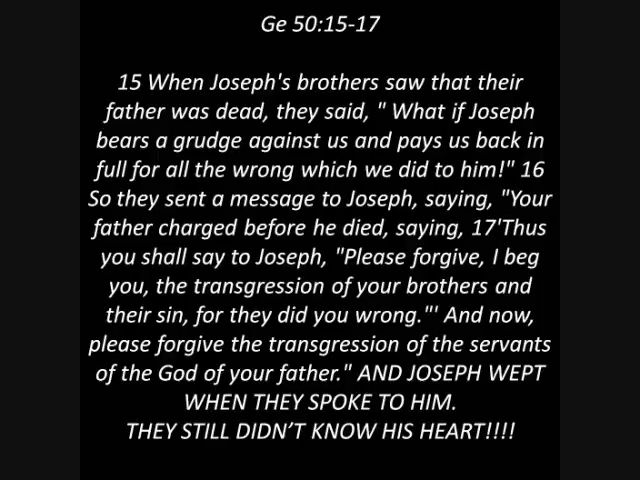 Ge 50:15-17
15 When Joseph's brothers saw that their
father was dead, they said, " What if Joseph
bears a grudge against us and pays us back in
full for all the wrong which we did to him!" 16
So they sent a message to Joseph, saying, "Your
father charged before he died, saying, 17'Thus
you shall say to Joseph, "Please forgive, I beg
you, the transgression of your brothers and
their sin, for they did you wrong."' And now,
please forgive the transgression of the servants
of the God of your father." AND JOSEPH WEPT
WHEN THEY SPOKE TO HIM.
THEY STILL DIDN’T KNOW HIS HEART!!!!